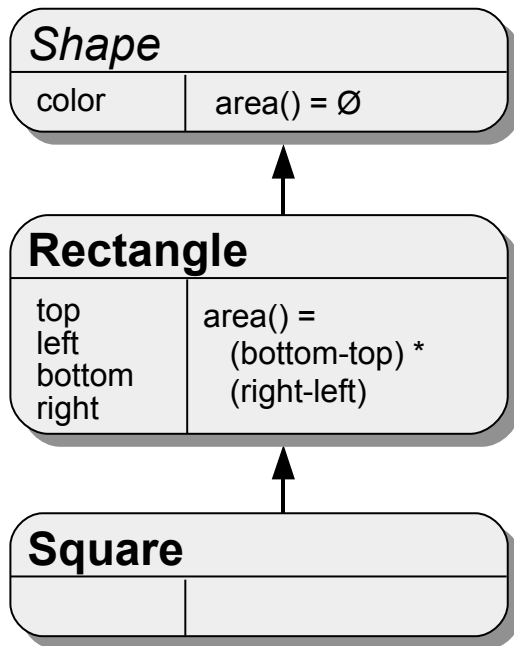 Shape
color
area() = Ø
Rectangle
top
left
bottom
right
area() =
(bottom-top) *
(right-left)
Square